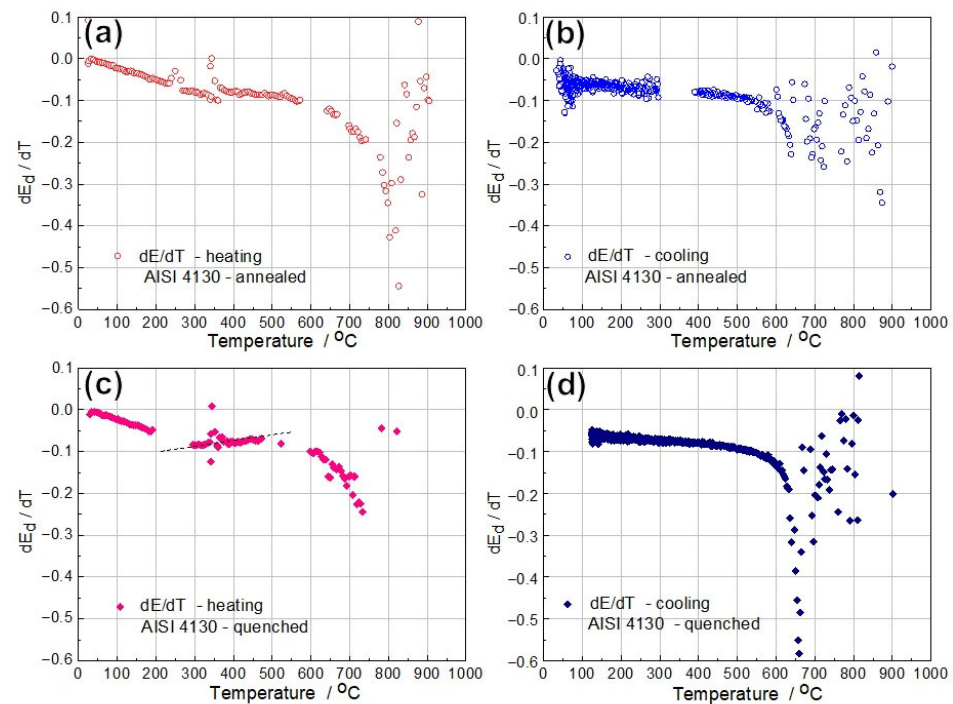 (a)
0.1
0.0
−0.1
−0.2
−0.3
−0.4
−0.5
−0.6
dEd / dT
dE/dT - heating
AISI 4130 - annealed
0 100 200 300 400 500 600 700 800 900 1000
Temperature / ºC
(b)
0.1
0.0
−0.1
−0.2
−0.3
−0.4
−0.5
−0.6
dEd / dT
dE/dT - cooling
AISI 4130 - annealed
0 100 200 300 400 500 600 700 800 900 1000
Temperature / ºC
(c)
0.1
0.0
−0.1
−0.2
−0.3
−0.4
−0.5
−0.6
dEd / dT
dE/dT - heating
AISI 4130 - quenched
0 100 200 300 400 500 600 700 800 900 1000
Temperature / ºC
(d)
0.1
0.0
−0.1
−0.2
−0.3
−0.4
−0.5
−0.6
dEd / dT
dE/dT - cooling
AISI 4130 - quenched
0 100 200 300 400 500 600 700 800 900 1000
Temperature / ºC